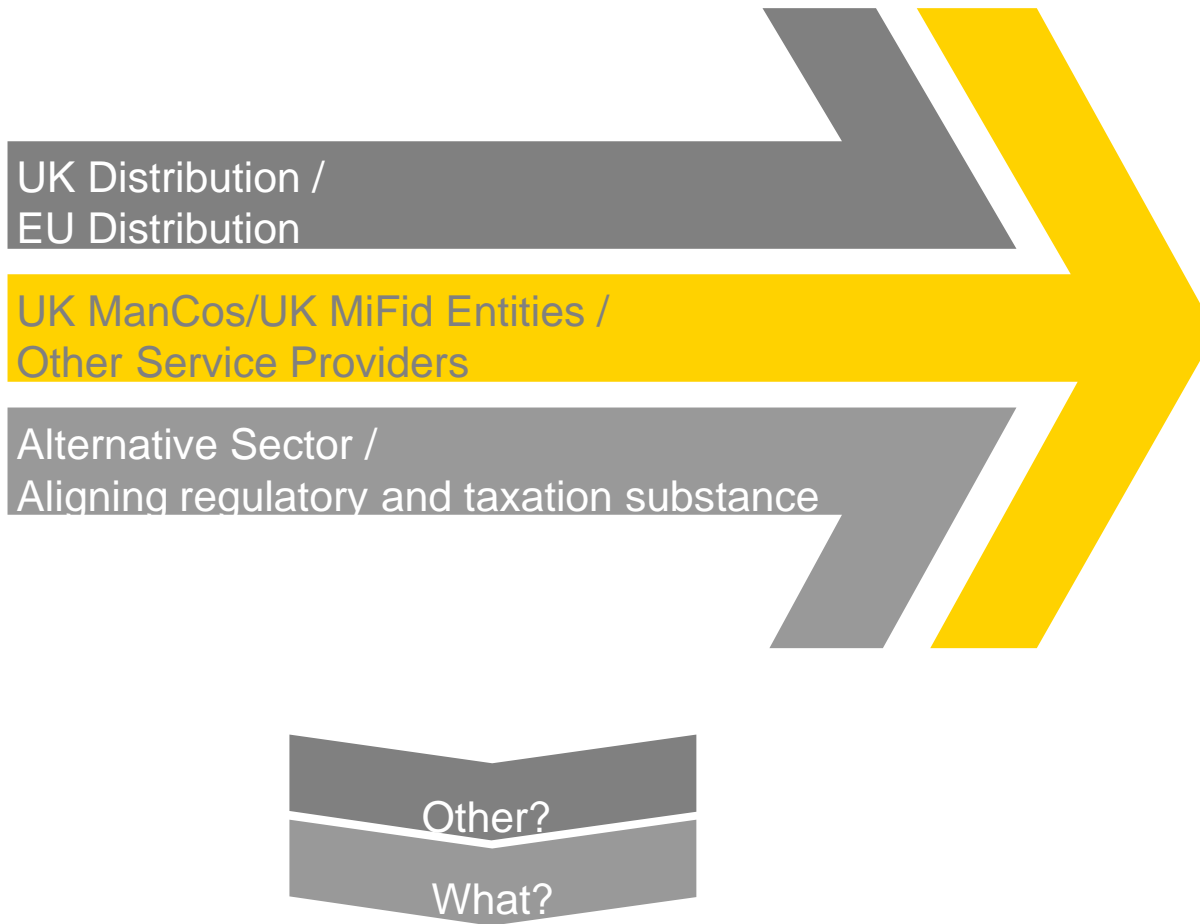 UK Distribution /
EU Distribution
UK ManCos/UK MiFid Entities /
Other Service Providers
Alternative Sector /
Aligning regulatory and taxation substance
Other?
What?